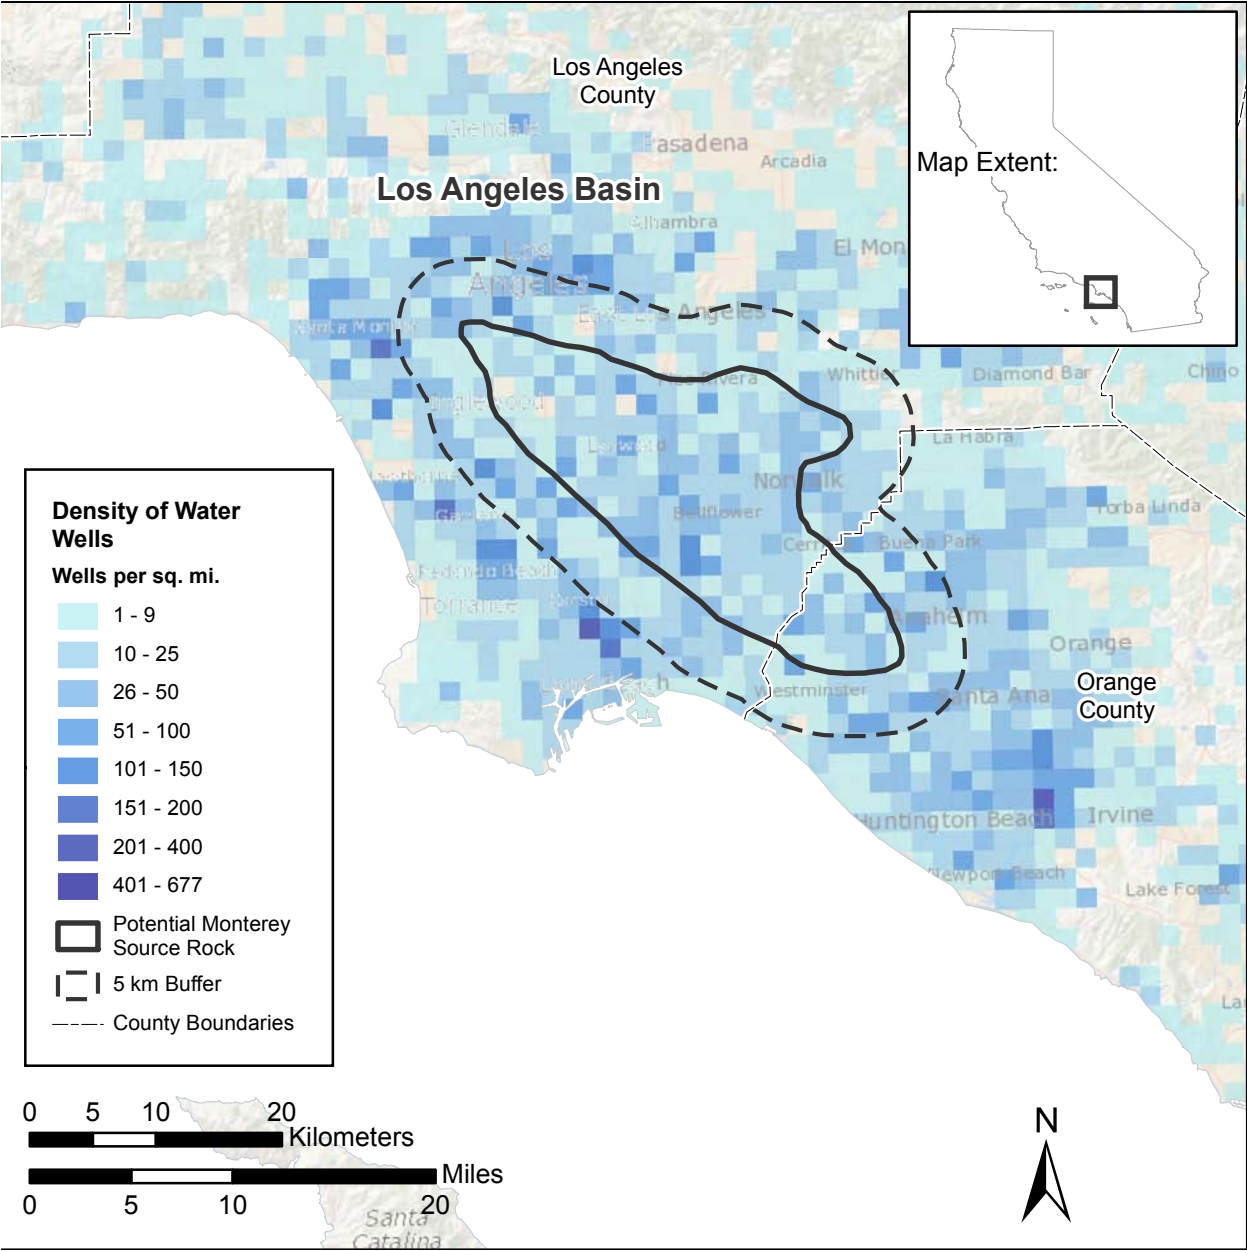 Los Angeles
County
Glendale
Pasadena
Arcadia
Map Extent:
Los Angeles Basin
Alhambra
El Mon
Los
Angeles
East Los Angeles
Santa Monica
Pico Rivera
Whittier
Diamond Bar
Chino
Inglewood
La Habra
Lynwood
Norwalk
Hawthorne
Yorba Linda
Bellflower
Gardena
Cerritos
Buena Park
Redondo Beach
Torrance
Anaheim
Orange
Long Beach
Westminster
Santa Ana
Orange
County
Huntington Beach
Irvine
Newport Beach
Lake Forest
Density of Water
Wells
Wells per sq. mi.
1 - 9
10 - 25
26 - 50
51 - 100
101 - 150
151 - 200
201 - 400
401 - 677
Potential Monterey
Source Rock
5 km Buffer
County Boundaries
0 5 10 20
Kilometers
Miles
0 5 10 20
N
Santa
Catalina